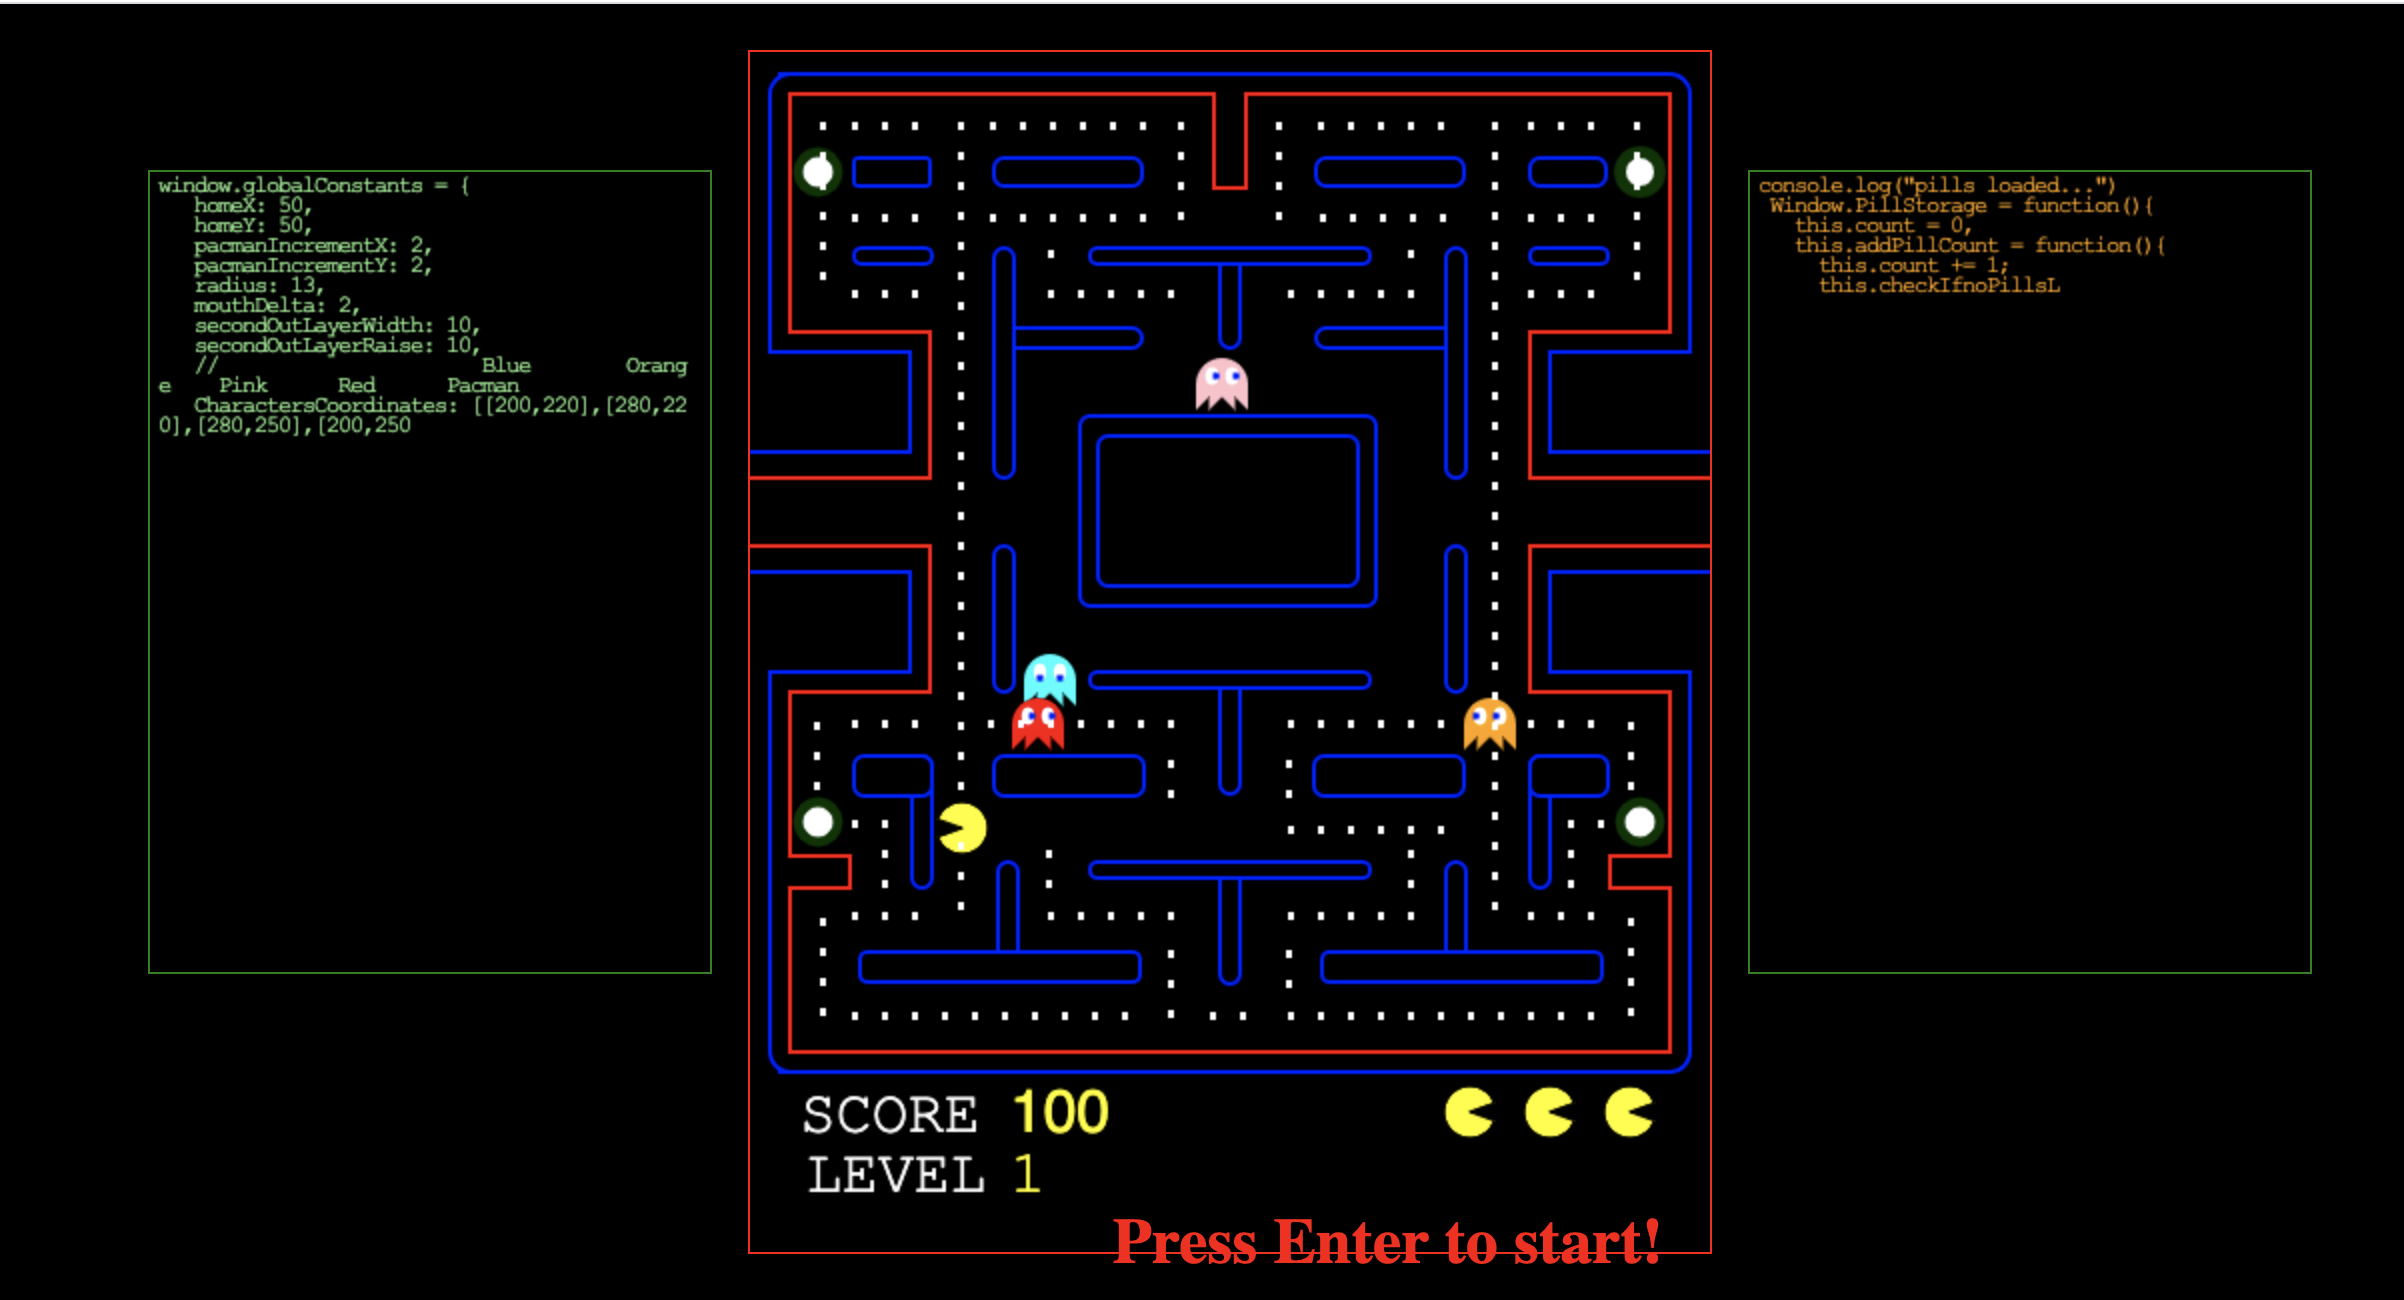 window.globalConstants = {
homeX: 50,
homeY: 50,
pacmanIncrementX: 2,
pacmanIncrementY: 2,
radius: 13,
mouthDelta: 2,
secondOutLayerWidth: 10,
secondOutLayerRaise: 10,
// Blue Orang
e Pink Red Pacman
CharactersCoordinates: [[200,220],[280,22
0],[280,250],[200,250
SCORE 100
LEVEL 1
Press Enter to start!
console.log("pills loaded...")
Window.PillStorage = function(){
this.count = 0,
this.addPillCount = function(){
this.count += 1;
this.checkIfnoPillsL